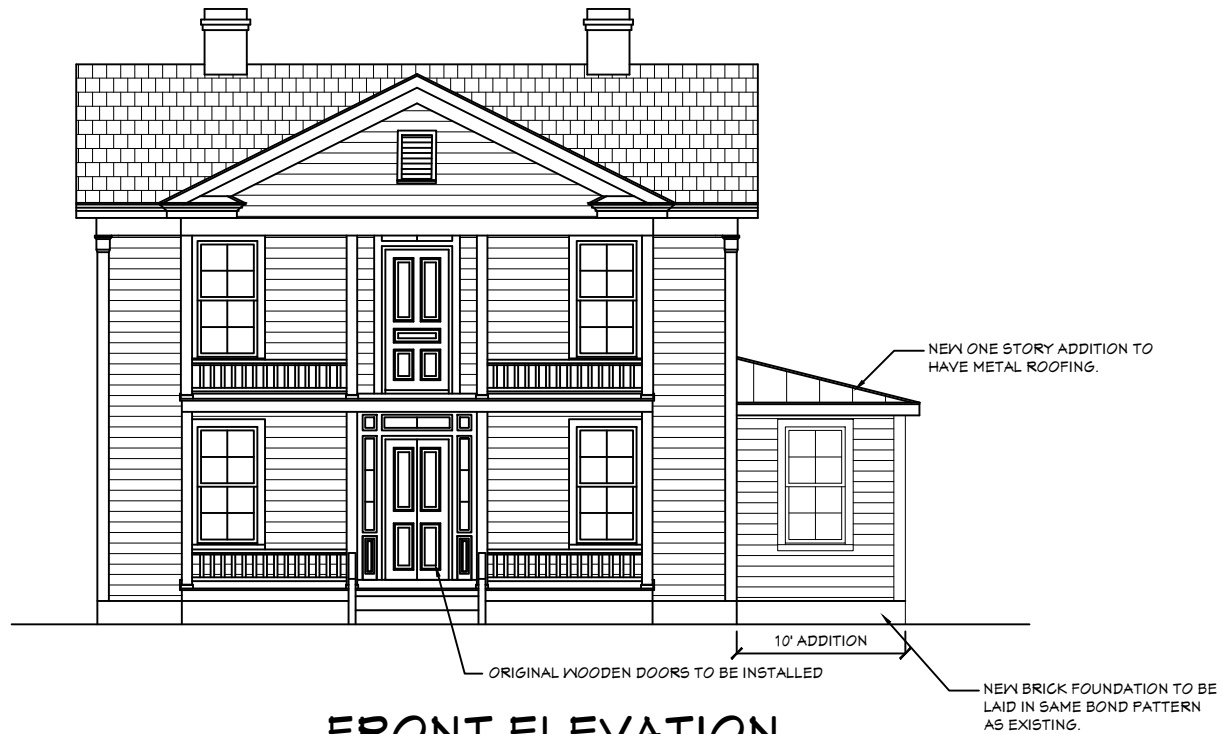 NEW ONE STORY ADDITION TO
HAVE METAL ROOFING.
10' ADDITION
ORIGINAL WOODEN DOORS TO BE INSTALLED
NEW BRICK FOUNDATION TO BE
LAID IN SAME BOND PATTERN
AS EXISTING.
FRONT ELEVATION